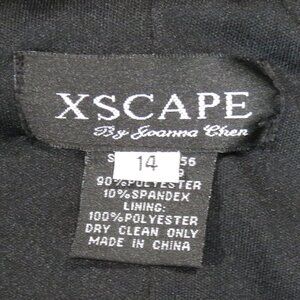 XSCAPE
By Joanna Chen
14
90%POLYESTER
10%SPANDEX
LINING:
100%POLYESTER
DRY CLEAN ONLY
MADE IN CHINA